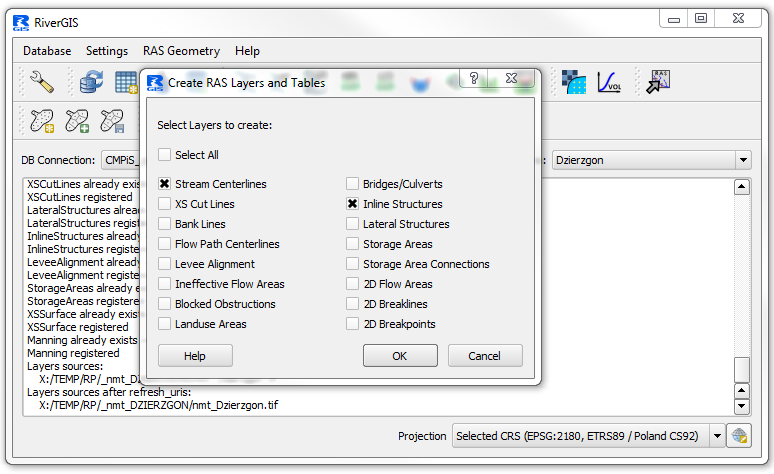 RiverGIS
Database Settings RAS Geometry Help
Create RAS Layers and Tables
RAS
VOL
Select Layers to create:
Select All
DB Connection: CMPiS_
: Dzierzgon
Stream Centerlines
XS Cut Lines
Bank Lines
Flow Path Centerlines
Levee Alignment
Ineffective Flow Areas
Blocked Obstructions
Landuse Areas
Bridges/Culverts
Inline Structures
Lateral Structures
Storage Areas
Storage Area Connections
2D Flow Areas
2D Breaklines
2D Breakpoints
Help OK Cancel
XSCutLines already exis
XSCutLines registered
LateralStructures alrea
LateralStructures regist
InlineStructures already
InlineStructures registe
LeveeAlignment already
LeveeAlignment registe
StorageAreas already e
StorageAreas registere
XSSurface already exist
XSSurface registered
Manning already exists
Manning registered
Layers sources:
X:/TEMP/RP/_nmt_D
Layers sources after refresh_uris:
X:/TEMP/RP/_nmt_DZIERZGON/nmt_Dzierzgon.tif
Projection Selected CRS (EPSG:2180, ETRS89 / Poland CS92)